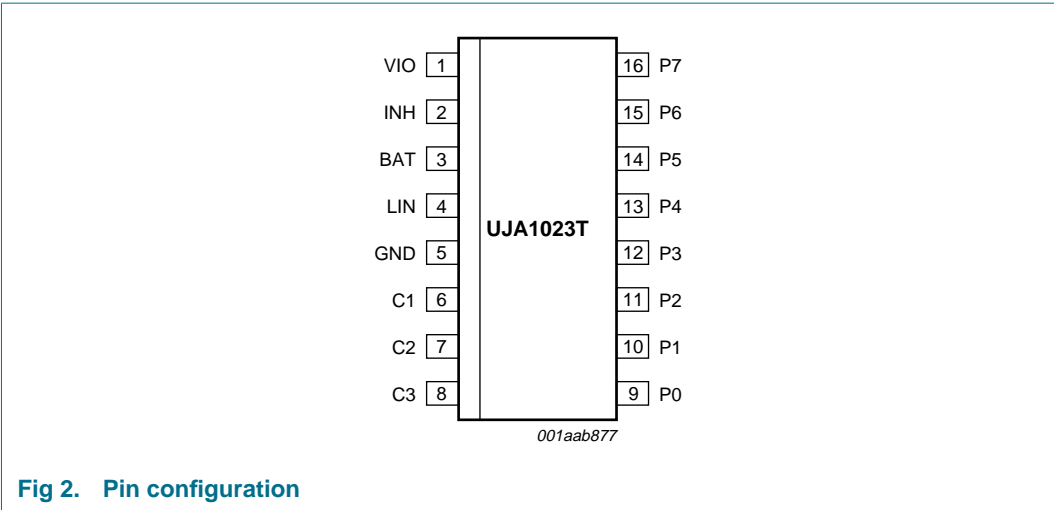 VIO 1 16 P7
INH 2 15 P6
BAT 3 14 P5
LIN 4 13 P4
UJA1023T
GND 5 12 P3
C1 6 11 P2
C2 7 10 P1
C3 8 9 P0
001aab877
Fig 2. Pin configuration